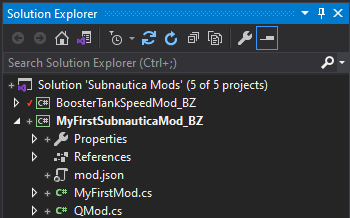 Solution Explorer
Search Solution Explorer (Ctrl+;)
Solution 'Subnautica Mods' (5 of 5 projects)
C# BoosterTankSpeedMod_BZ
C# MyFirstSubnauticaMod_BZ
Properties
References
mod.json
C# MyFirstMod.cs
C# QMod.cs